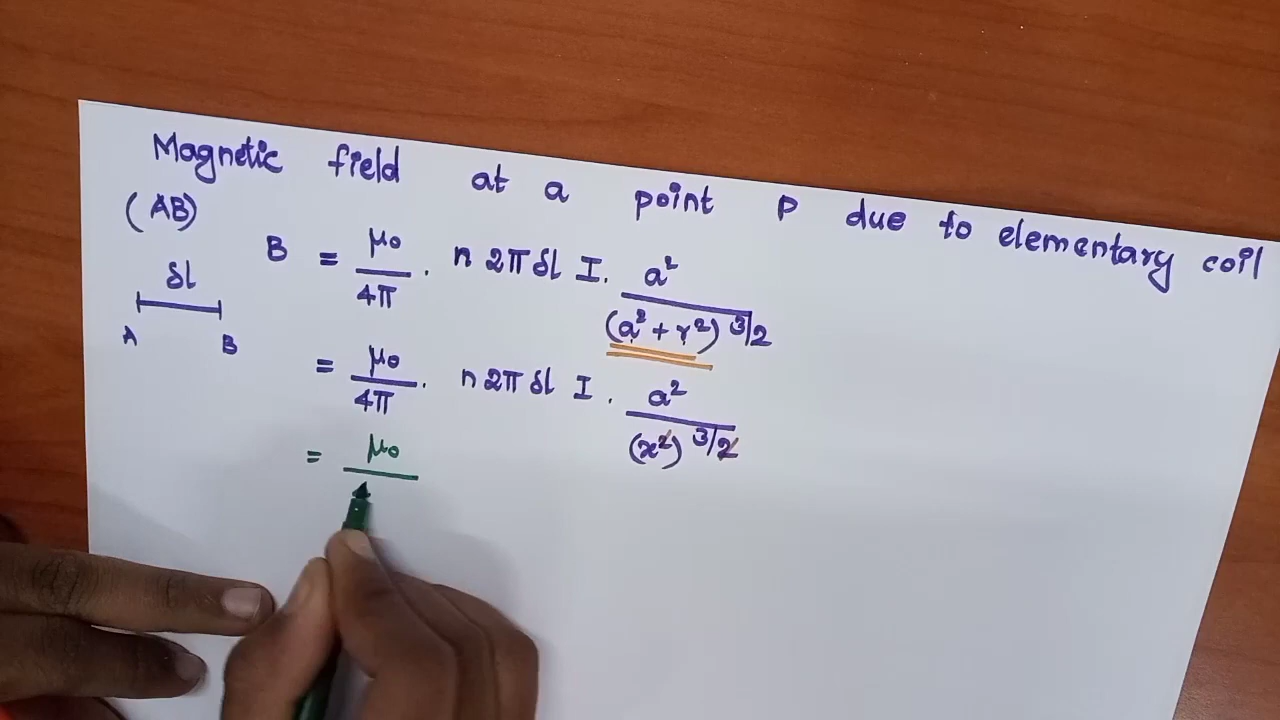 Magnetic field at a point P due to elementary coil
(AB)
B = μ₀/4π . n 2π δl I . a²/(a² + r²)^3/2
δl
A B
= μ₀/4π . n 2π δl I . a²/(x²)^3/2
= μ₀